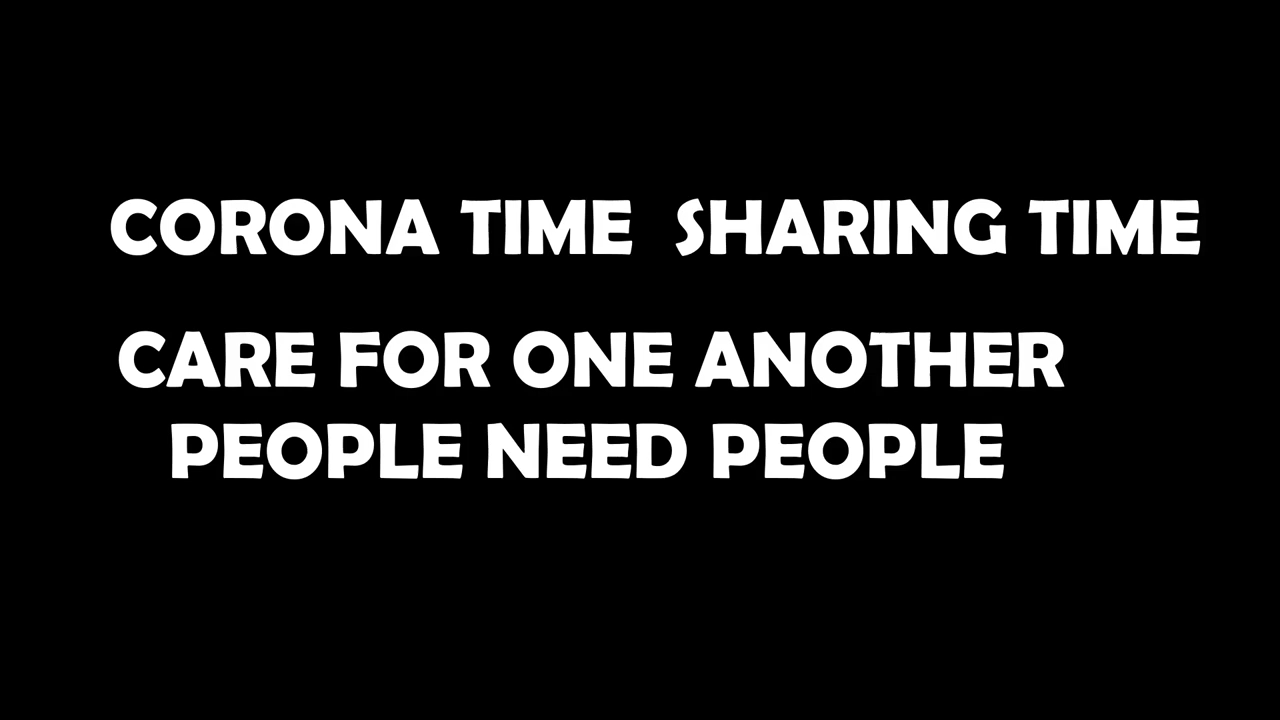 CORONA TIME  SHARING TIME
CARE FOR ONE ANOTHER
PEOPLE NEED PEOPLE